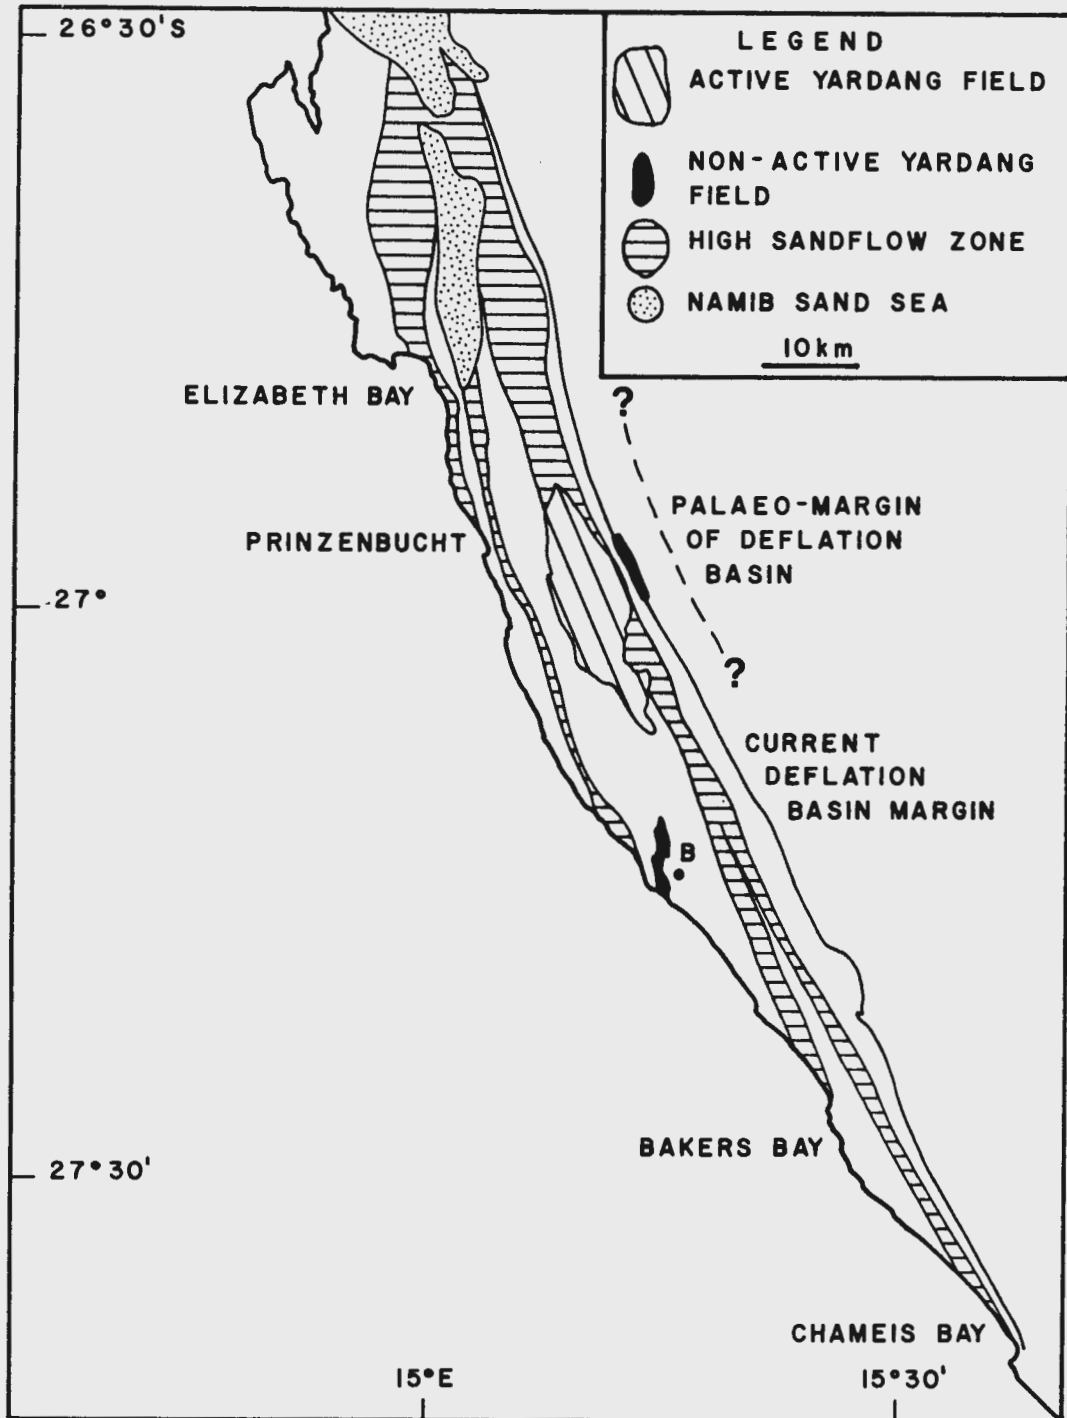 26°30'S
LEGEND
ACTIVE YARDANG FIELD
NON-ACTIVE YARDANG
FIELD
HIGH SANDFLOW ZONE
NAMIB SAND SEA
10km
ELIZABETH BAY
?
PALAEO-MARGIN
OF DEFLATION
BASIN
PRINZENBUCHT
27°
?
CURRENT
DEFLATION
BASIN MARGIN
B
BAKERS BAY
27°30'
CHAMEIS BAY
15°E
15°30'